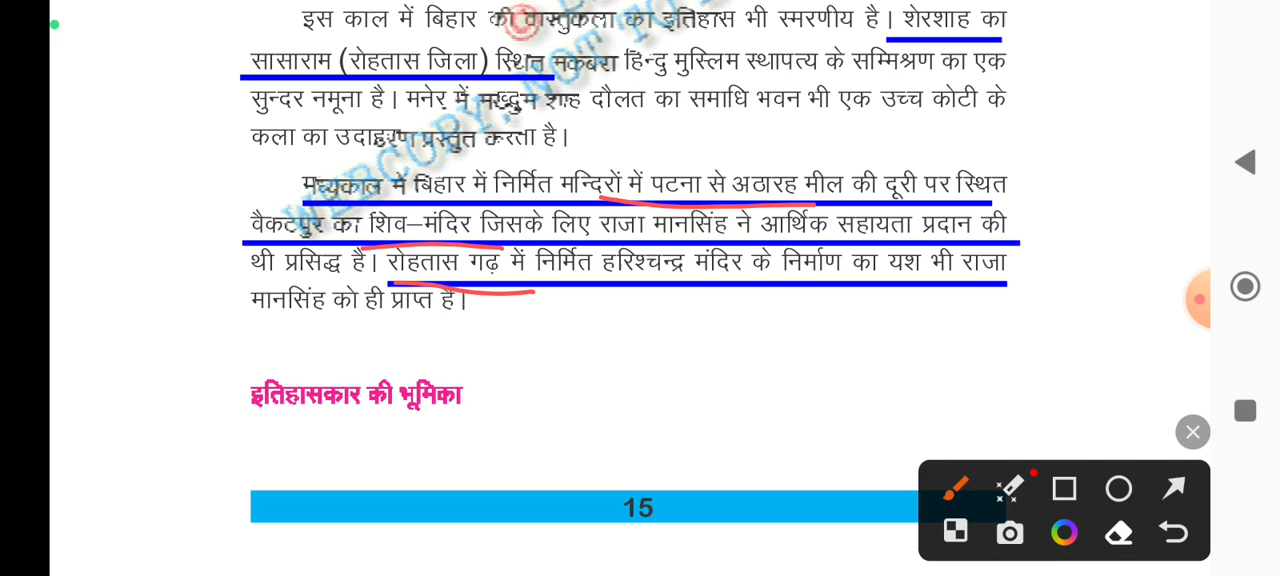 इस काल में बिहार की वास्तुकला का इतिहास भी स्मरणीय है। शेरशाह का
सासाराम (रोहतास जिला) स्थित मकबरा हिन्दु मुस्लिम स्थापत्य के सम्मिश्रण का एक
सुन्दर नमूना है। मनेर में मख्दुम शाह दौलत का समाधि भवन भी एक उच्च कोटी के
कला का उदाहरण प्रस्तुत करता है।
मध्यकाल में बिहार में निर्मित मन्दिरों में पटना से अठारह मील की दूरी पर स्थित
वैकटपुर का शिव–मंदिर जिसके लिए राजा मानसिंह ने आर्थिक सहायता प्रदान की
थी प्रसिद्ध है। रोहतास गढ़ में निर्मित हरिश्चन्द्र मंदिर के निर्माण का यश भी राजा
मानसिंह को ही प्राप्त है।
इतिहासकार की भूमिका
15